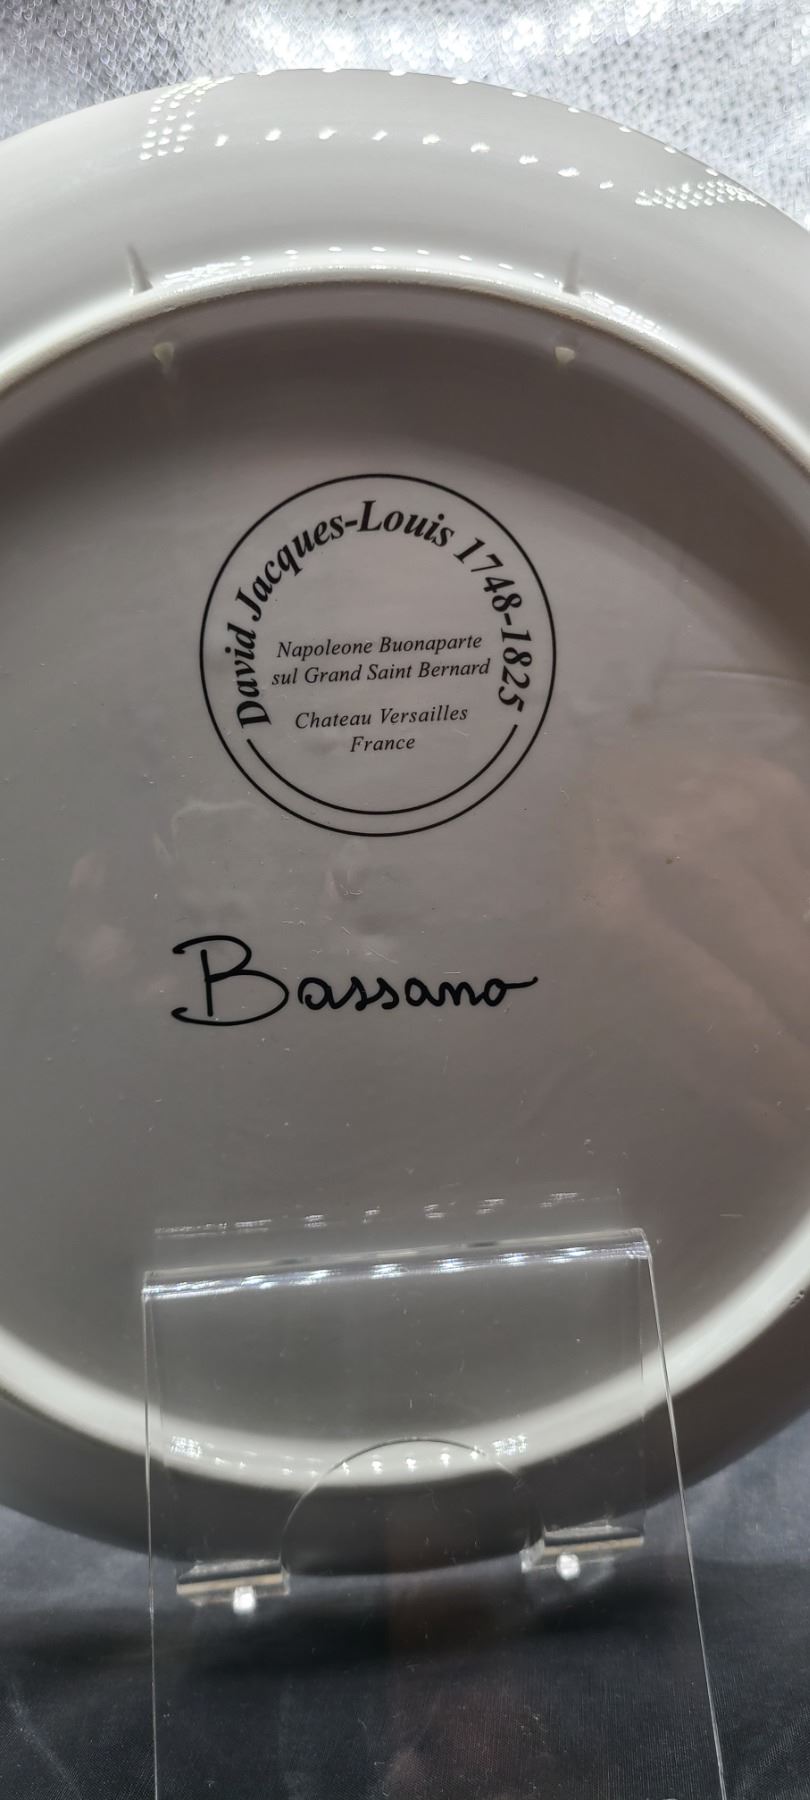 David Jacques-Louis 1748-1825
Napoleone Buonaparte
sul Grand Saint Bernard
Chateau Versailles
France
Bassano